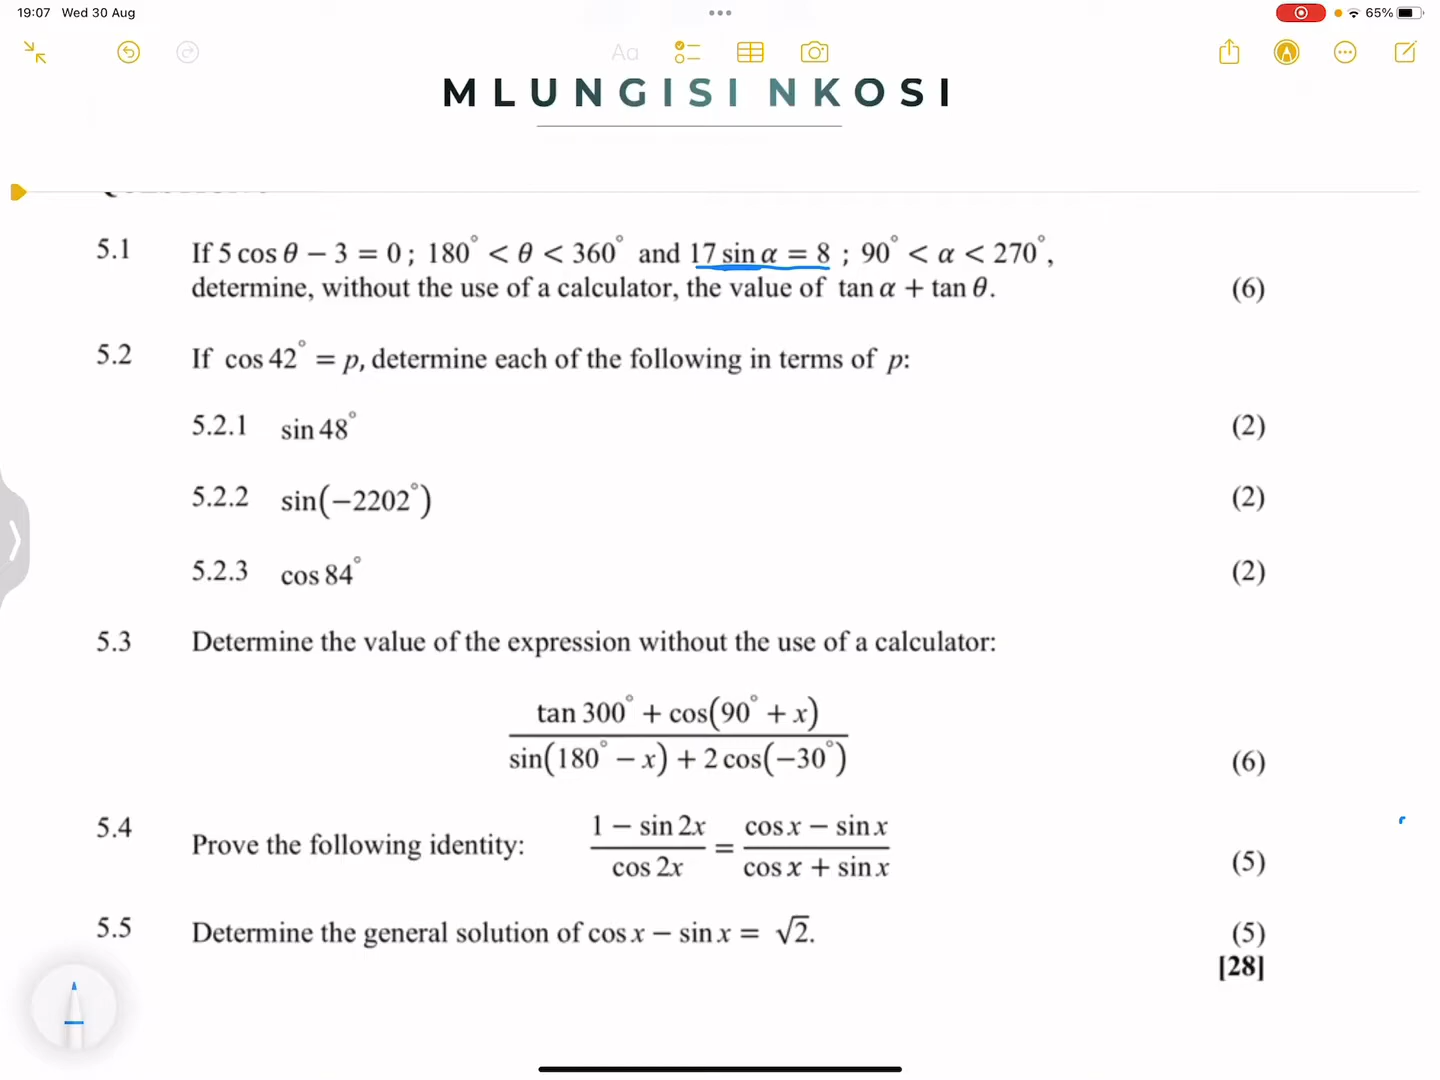 19:07 Wed 30 Aug
65%
Aa
MLUNGISI NKOSI
5.1 If 5 cos θ − 3 = 0 ; 180° < θ < 360° and 17 sin α = 8 ; 90° < α < 270°,
determine, without the use of a calculator, the value of tan α + tan θ. (6)
5.2 If cos 42° = p, determine each of the following in terms of p:
5.2.1 sin 48° (2)
5.2.2 sin(−2202°) (2)
5.2.3 cos 84° (2)
5.3 Determine the value of the expression without the use of a calculator:
tan 300° + cos(90° + x)
sin(180° − x) + 2 cos(−30°) (6)
5.4 Prove the following identity: (1 − sin 2x)/(cos 2x) = (cos x − sin x)/(cos x + sin x) (5)
5.5 Determine the general solution of cos x − sin x = √2. (5)
[28]